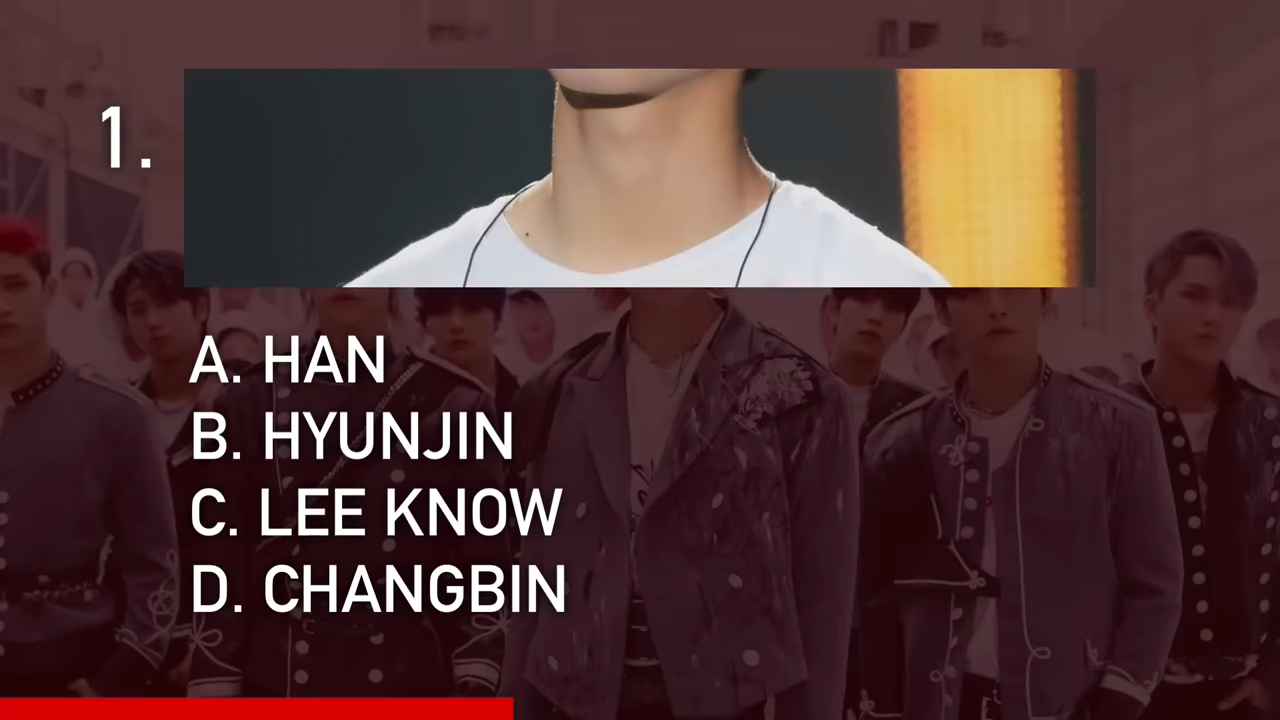 1.
A. HAN
B. HYUNJIN
C. LEE KNOW
D. CHANGBIN